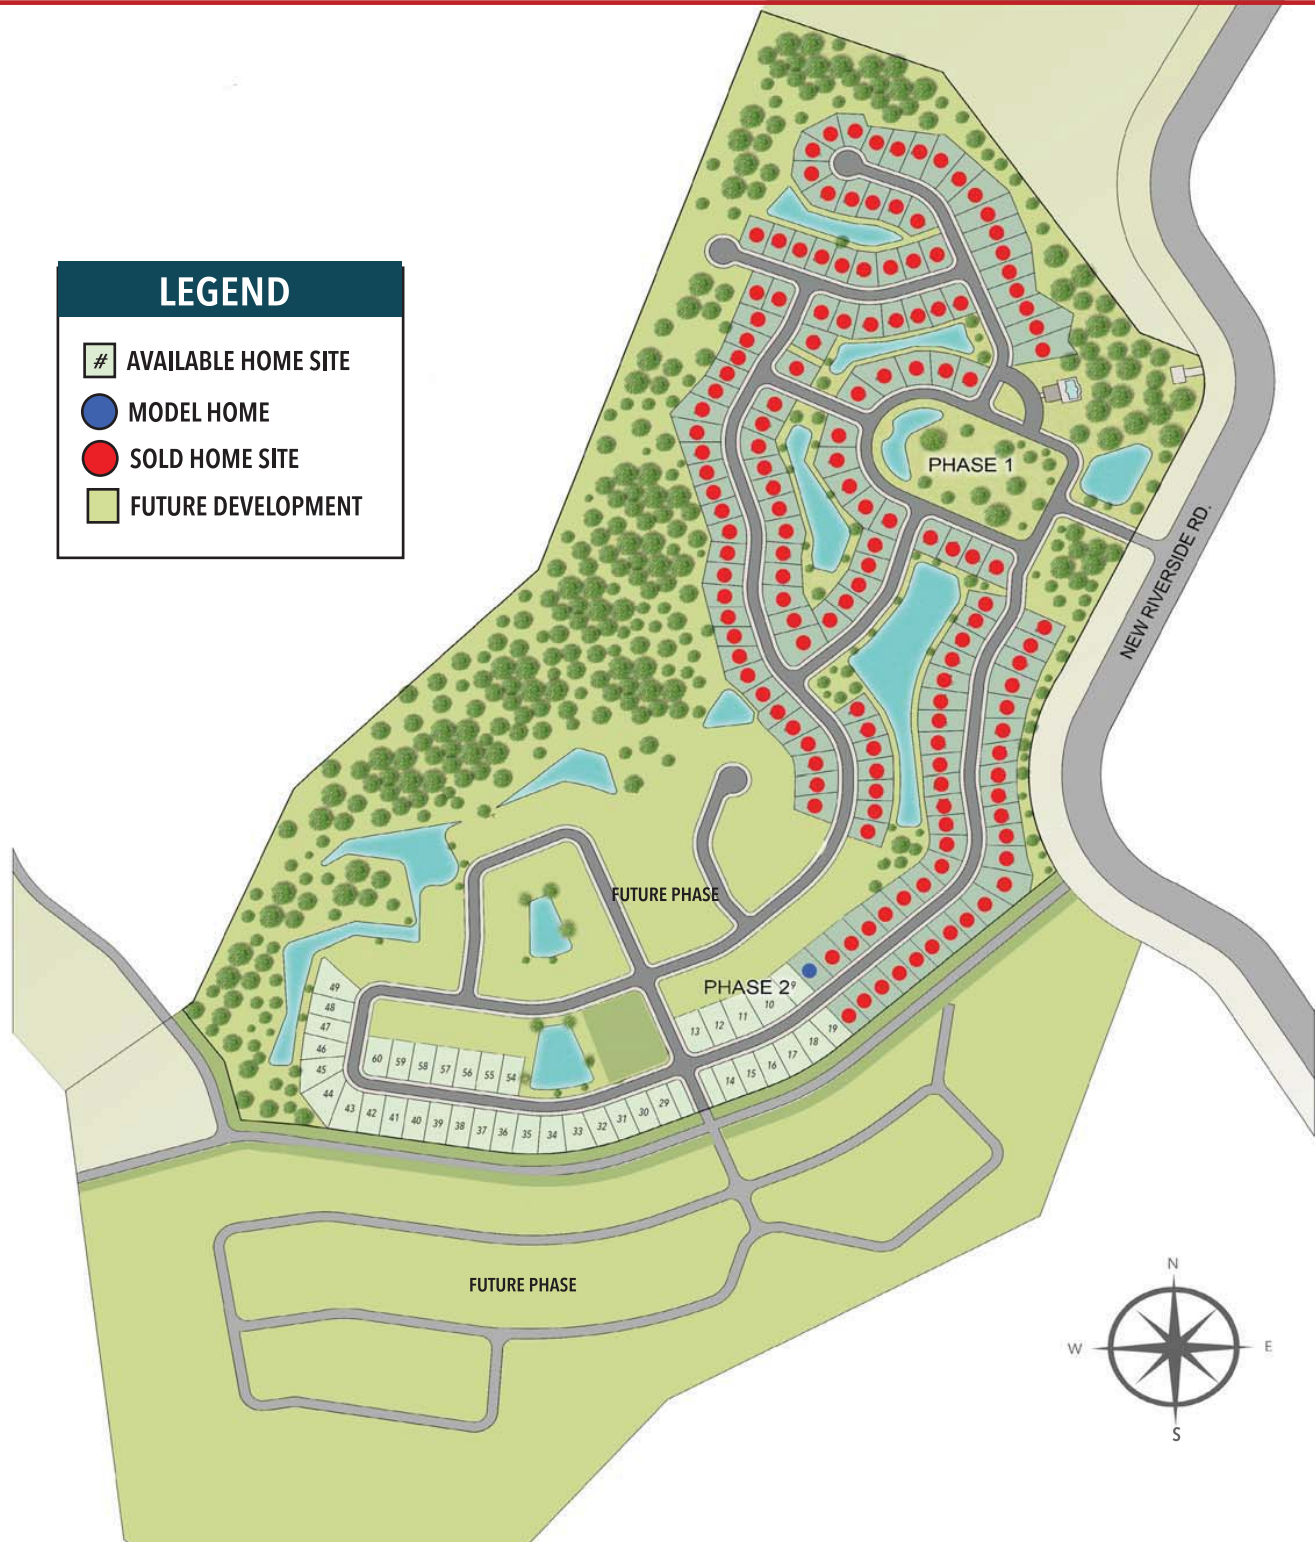 LEGEND
# AVAILABLE HOME SITE
MODEL HOME
SOLD HOME SITE
FUTURE DEVELOPMENT
PHASE 1
NEW RIVERSIDE RD.
FUTURE PHASE
PHASE 2
9
10
11
12
13
49
48
47
46
45
44
60
59
58
57
56
55
54
43
42
41
40
39
38
37
36
35
34
33
32
31
30
29
14
15
16
17
18
19
FUTURE PHASE
N
W
E
S